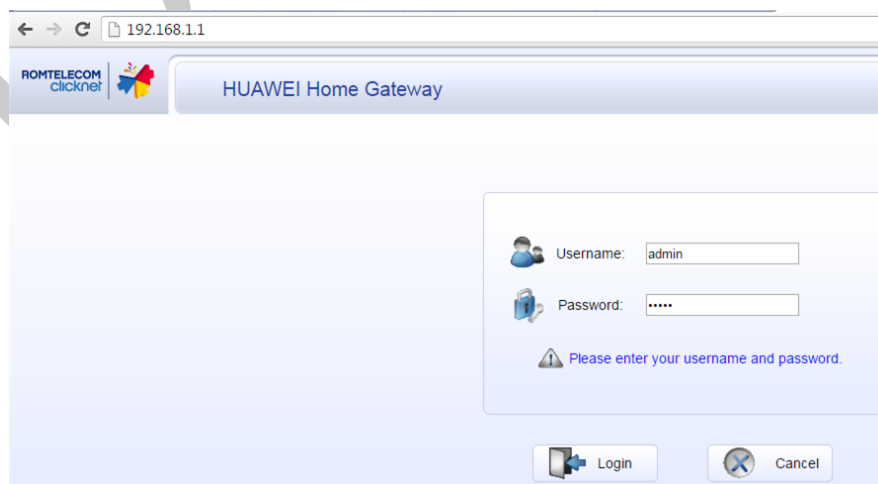 192.168.1.1
ROMTELECOM
clicknet
HUAWEI Home Gateway
Username: admin
Password: •••••
Please enter your username and password.
Login
Cancel